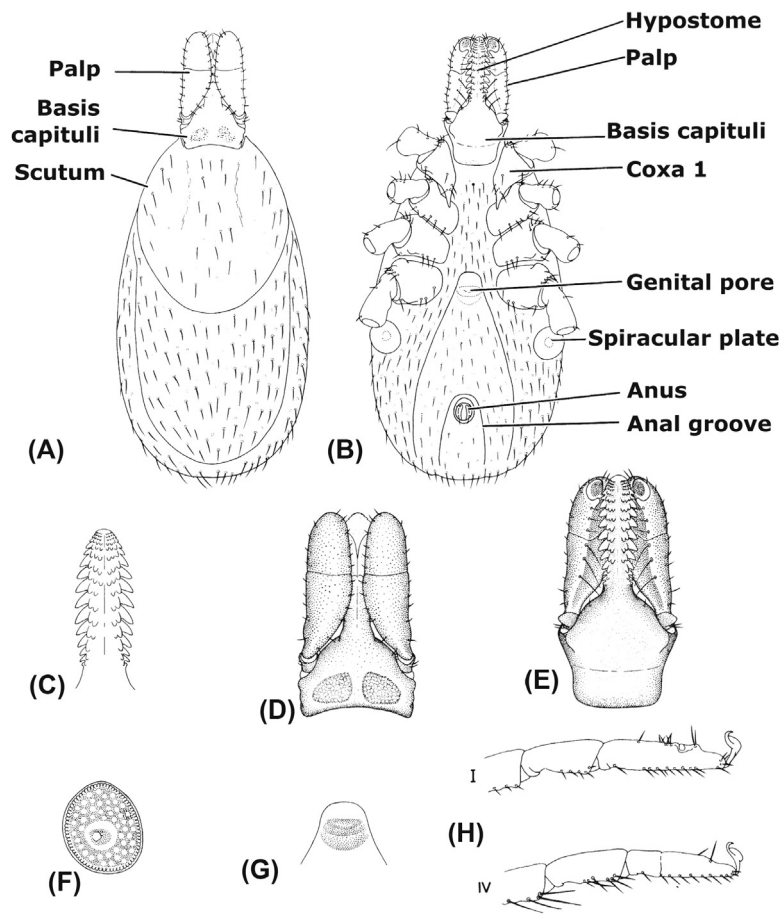 Palp
Basis
capituli
Scutum
(A)
Hypostome
Palp
Basis capituli
Coxa 1
Genital pore
Spiracular plate
Anus
Anal groove
(B)
(C)
(D)
(E)
(F)
(G)
I
(H)
IV